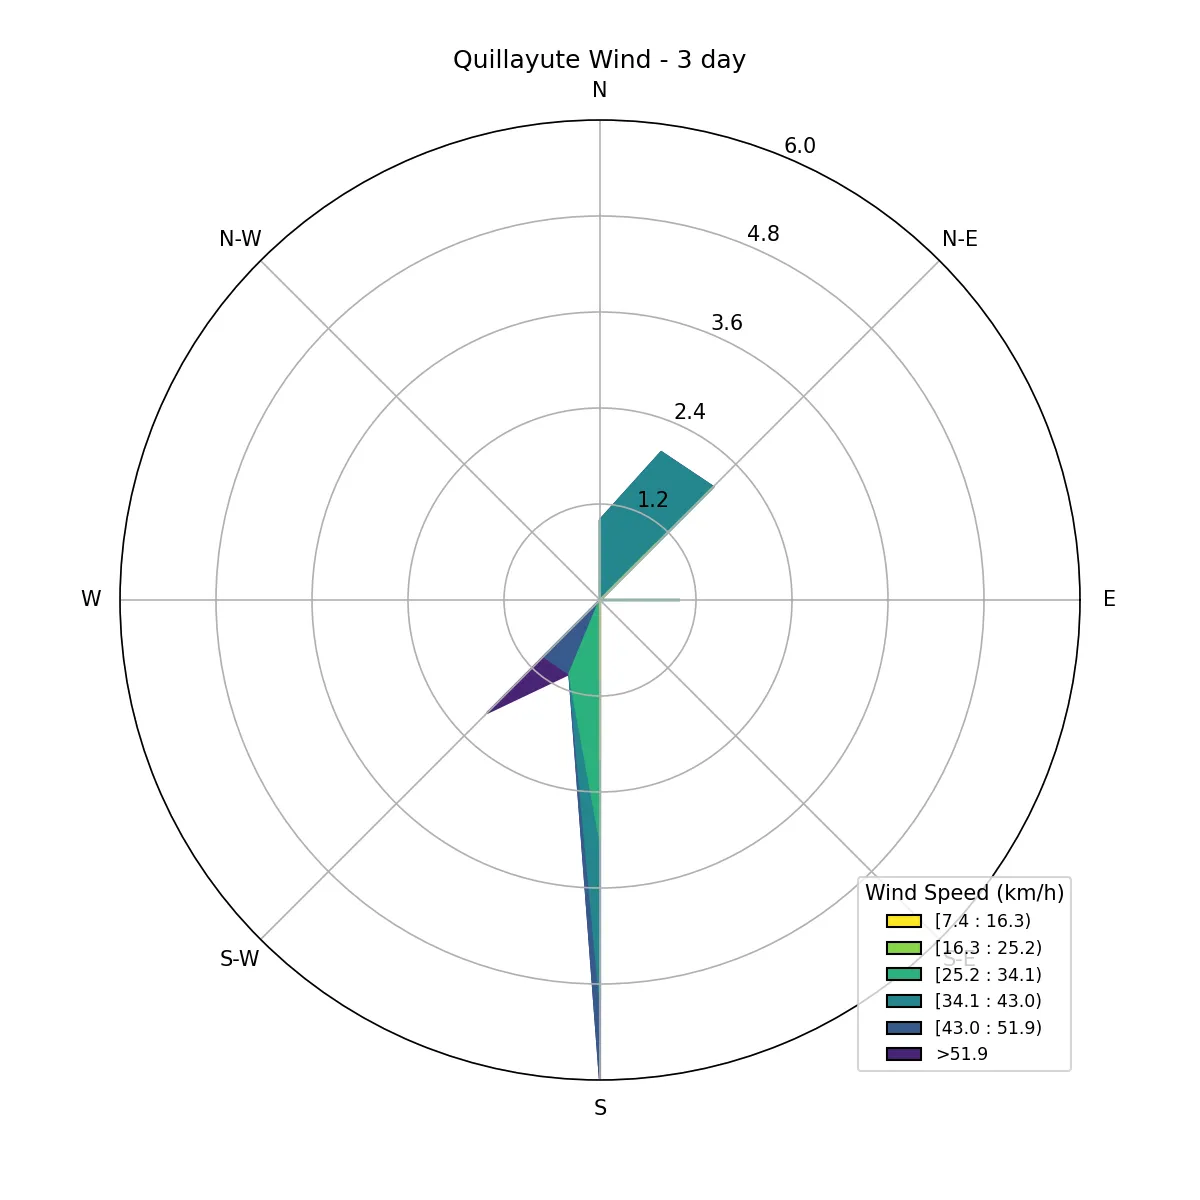 Quillayute Wind - 3 day
N
6.0
N-W
N-E
4.8
3.6
2.4
1.2
W
E
S-W
S-E
S
Wind Speed (km/h)
[7.4 : 16.3)
[16.3 : 25.2)
[25.2 : 34.1)
[34.1 : 43.0)
[43.0 : 51.9)
>51.9